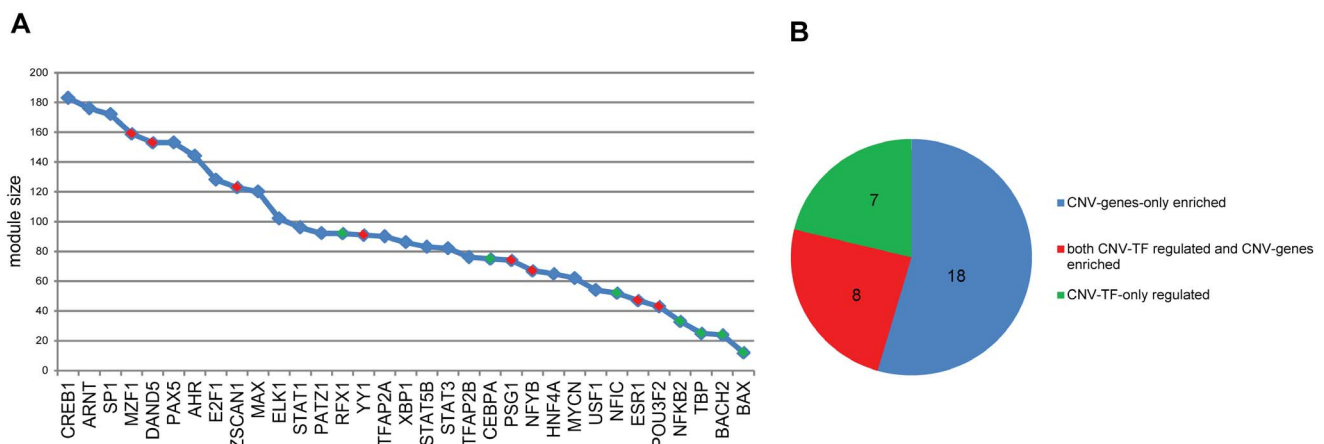 A
B
module size
200
180
160
140
120
100
80
60
40
20
0
CREB1
ARNT
SP1
MZF1
DAND5
PAX5
AHR
E2F1
ZSCAN1
MAX
ELK1
STAT1
PATZ1
RFX1
YY1
TFAP2A
XBP1
STAT5B
STAT3
TFAP2B
CEBPA
PSG1
NFYB
HNF4A
MYCN
USF1
NFIC
ESR1
POU3F2
NFKB2
TBP
BACH2
BAX
7
8
18
CNV-genes-only enriched
both CNV-TF regulated and CNV-genes
enriched
CNV-TF-only regulated